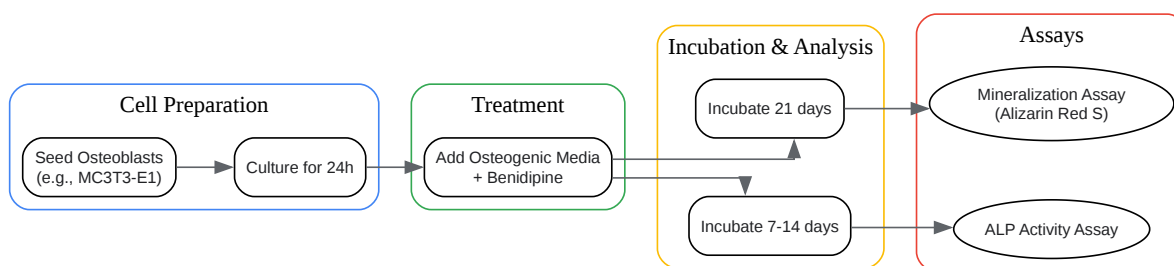 Cell Preparation
Seed Osteoblasts
(e.g., MC3T3-E1)
Culture for 24h
Treatment
Add Osteogenic Media
+ Benidipine
Incubation & Analysis
Incubate 21 days
Incubate 7-14 days
Assays
Mineralization Assay
(Alizarin Red S)
ALP Activity Assay